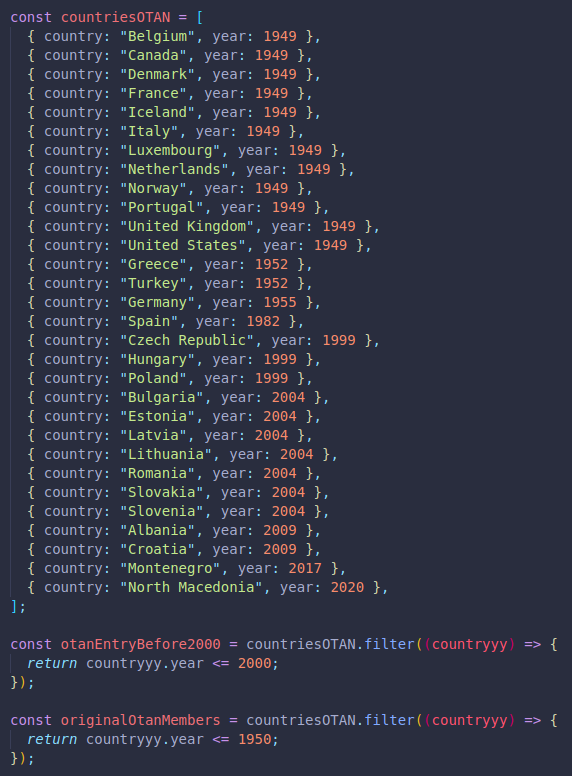 const countriesOTAN = [
  { country: "Belgium", year: 1949 },
  { country: "Canada", year: 1949 },
  { country: "Denmark", year: 1949 },
  { country: "France", year: 1949 },
  { country: "Iceland", year: 1949 },
  { country: "Italy", year: 1949 },
  { country: "Luxembourg", year: 1949 },
  { country: "Netherlands", year: 1949 },
  { country: "Norway", year: 1949 },
  { country: "Portugal", year: 1949 },
  { country: "United Kingdom", year: 1949 },
  { country: "United States", year: 1949 },
  { country: "Greece", year: 1952 },
  { country: "Turkey", year: 1952 },
  { country: "Germany", year: 1955 },
  { country: "Spain", year: 1982 },
  { country: "Czech Republic", year: 1999 },
  { country: "Hungary", year: 1999 },
  { country: "Poland", year: 1999 },
  { country: "Bulgaria", year: 2004 },
  { country: "Estonia", year: 2004 },
  { country: "Latvia", year: 2004 },
  { country: "Lithuania", year: 2004 },
  { country: "Romania", year: 2004 },
  { country: "Slovakia", year: 2004 },
  { country: "Slovenia", year: 2004 },
  { country: "Albania", year: 2009 },
  { country: "Croatia", year: 2009 },
  { country: "Montenegro", year: 2017 },
  { country: "North Macedonia", year: 2020 },
];

const otanEntryBefore2000 = countriesOTAN.filter((countryyy) => {
  return countryyy.year <= 2000;
});

const originalOtanMembers = countriesOTAN.filter((countryyy) => {
  return countryyy.year <= 1950;
});